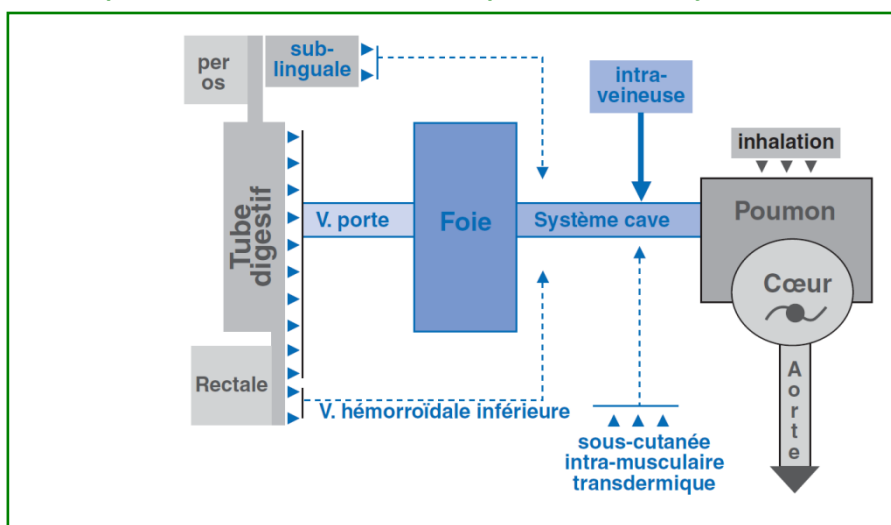 per
os
sub-
linguale
intra-
veineuse
inhalation
Tube
digestif
V. porte
Foie
Système cave
Poumon
Cœur
Rectale
V. hémorroïdale inférieure
sous-cutanée
intra-musculaire
transdermique
Aorte